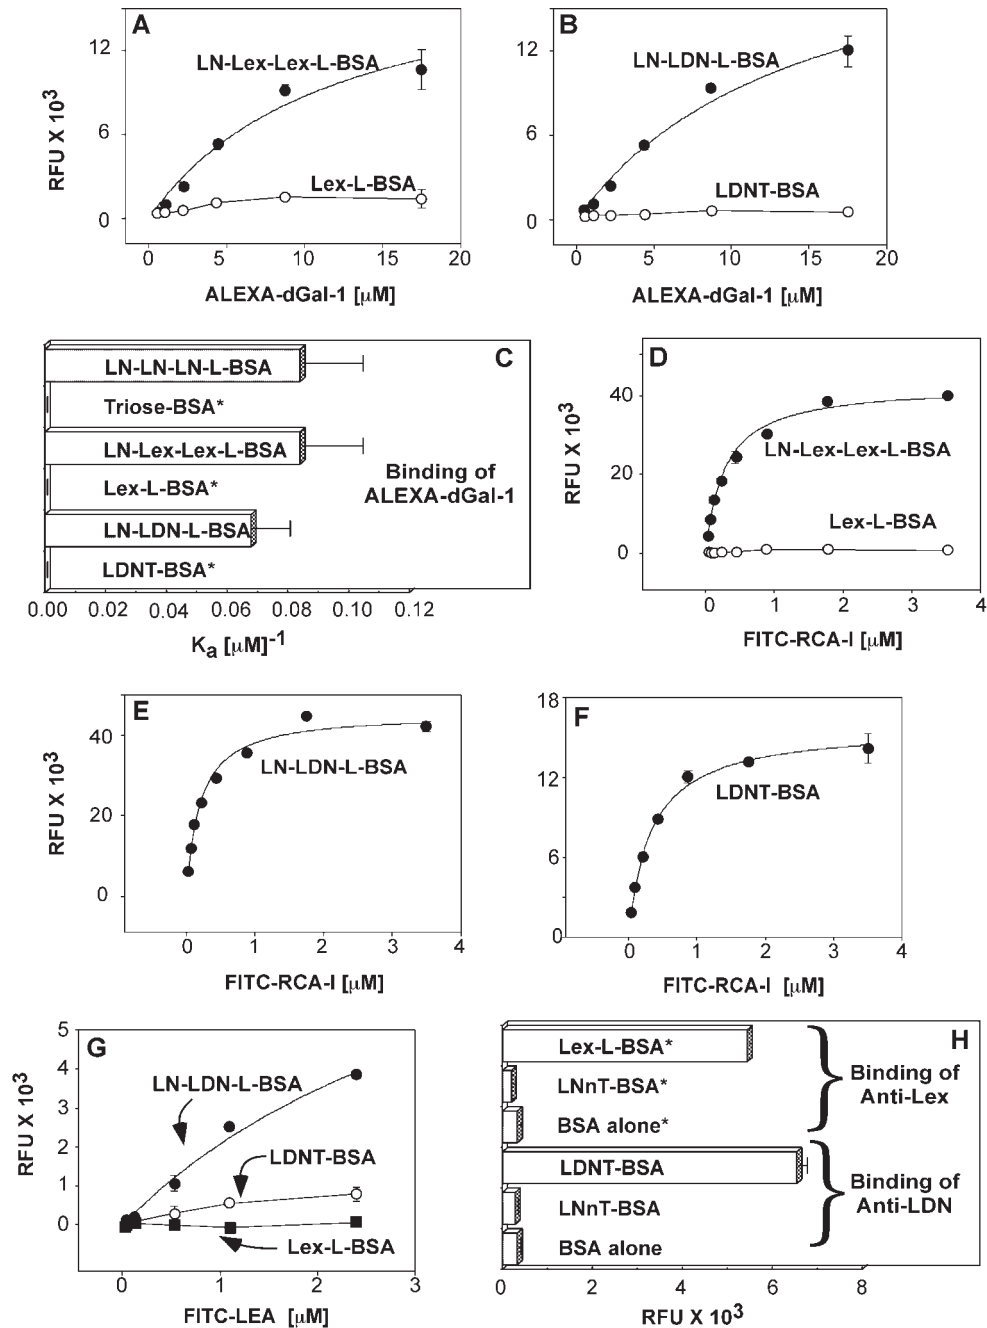 A
RFU X 10³
12
6
0
LN-Lex-Lex-L-BSA
Lex-L-BSA
0 5 10 15 20
ALEXA-dGal-1 [µM]
B
12
6
0
LN-LDN-L-BSA
LDNT-BSA
0 5 10 15 20
ALEXA-dGal-1 [µM]
C
LN-LN-LN-L-BSA
Triose-BSA*
LN-Lex-Lex-L-BSA
Lex-L-BSA*
LN-LDN-L-BSA
LDNT-BSA*
Binding of
ALEXA-dGal-1
0.00 0.02 0.04 0.06 0.08 0.10 0.12
Ka [µM]-1
D
RFU X 10³
40
20
0
LN-Lex-Lex-L-BSA
Lex-L-BSA
0 1 2 3 4
FITC-RCA-I [µM]
E
RFU X 10³
40
20
0
LN-LDN-L-BSA
0 1 2 3 4
FITC-RCA-I [µM]
F
18
12
6
0
LDNT-BSA
0 1 2 3 4
FITC-RCA-I [µM]
G
RFU X 10³
5
4
3
2
1
0
LN-LDN-L-BSA
LDNT-BSA
Lex-L-BSA
0 1 2 3
FITC-LEA [µM]
H
Lex-L-BSA*
LNnT-BSA*
BSA alone*
Binding of
Anti-Lex
LDNT-BSA
LNnT-BSA
BSA alone
Binding of
Anti-LDN
0 2 4 6 8
RFU X 10³